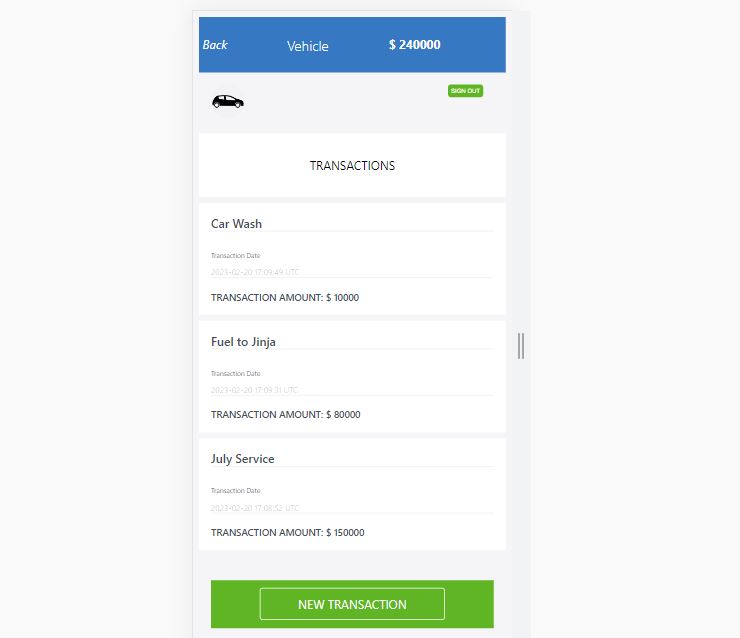 Back Vehicle $ 240000
SIGN OUT
TRANSACTIONS
Car Wash
Transaction Date
2023-02-20 17:09:49 UTC
TRANSACTION AMOUNT: $ 10000
Fuel to Jinja
Transaction Date
2023-02-20 17:09:31 UTC
TRANSACTION AMOUNT: $ 80000
July Service
Transaction Date
2023-02-20 17:08:52 UTC
TRANSACTION AMOUNT: $ 150000
NEW TRANSACTION